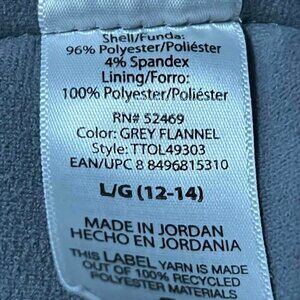 Shell/Funda:
96% Polyester/Poliéster
4% Spandex
Lining/Forro:
100% Polyester/Poliéster
RN# 52469
Color: GREY FLANNEL
Style: TTOL49303
EAN/UPC 8 8496815310
L/G (12-14)
MADE IN JORDAN
HECHO EN JORDANIA
THIS LABEL YARN IS MADE
OUT OF 100% RECYCLED
POLYESTER MATERIALS